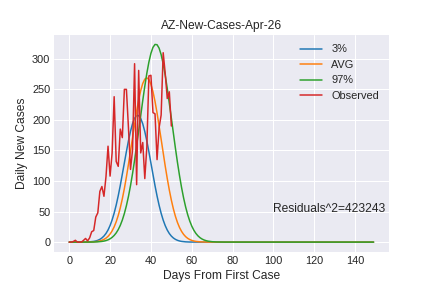 AZ-New-Cases-Apr-26
Daily New Cases
300
250
200
150
100
50
0
3%
AVG
97%
Observed
Residuals^2=423243
0 20 40 60 80 100 120 140
Days From First Case